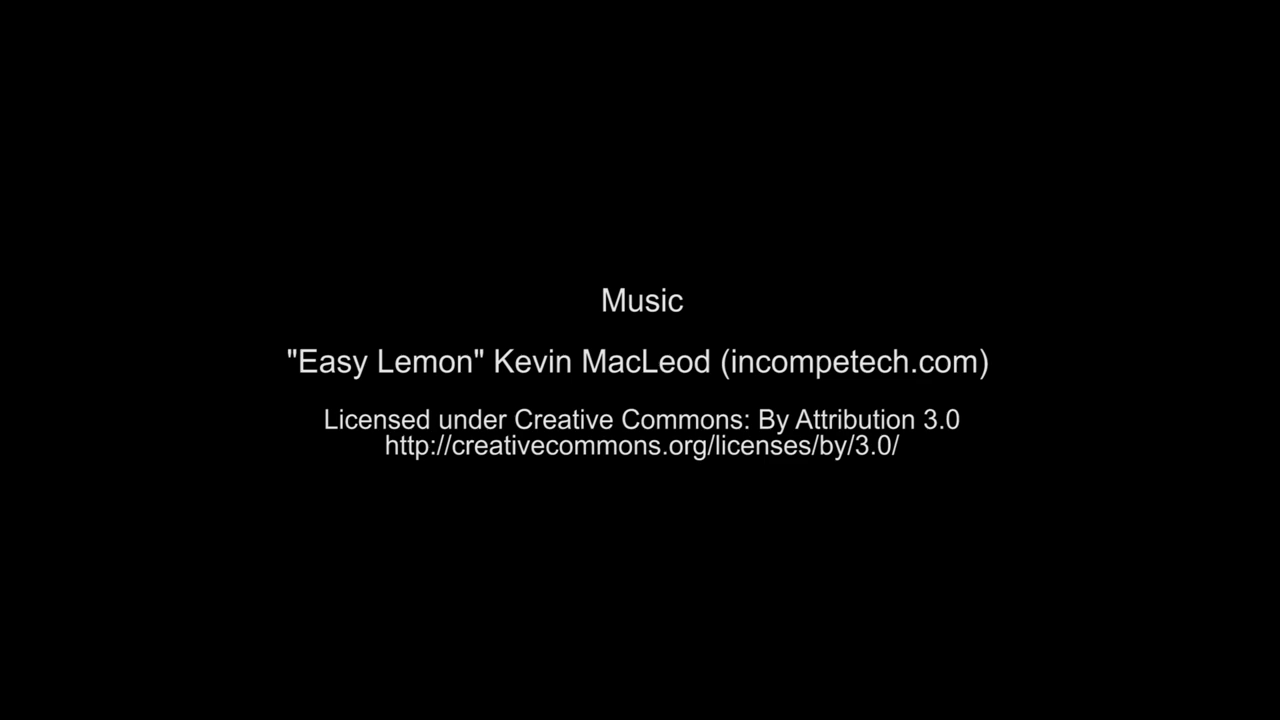 Music
"Easy Lemon" Kevin MacLeod (incompetech.com)
Licensed under Creative Commons: By Attribution 3.0
http://creativecommons.org/licenses/by/3.0/